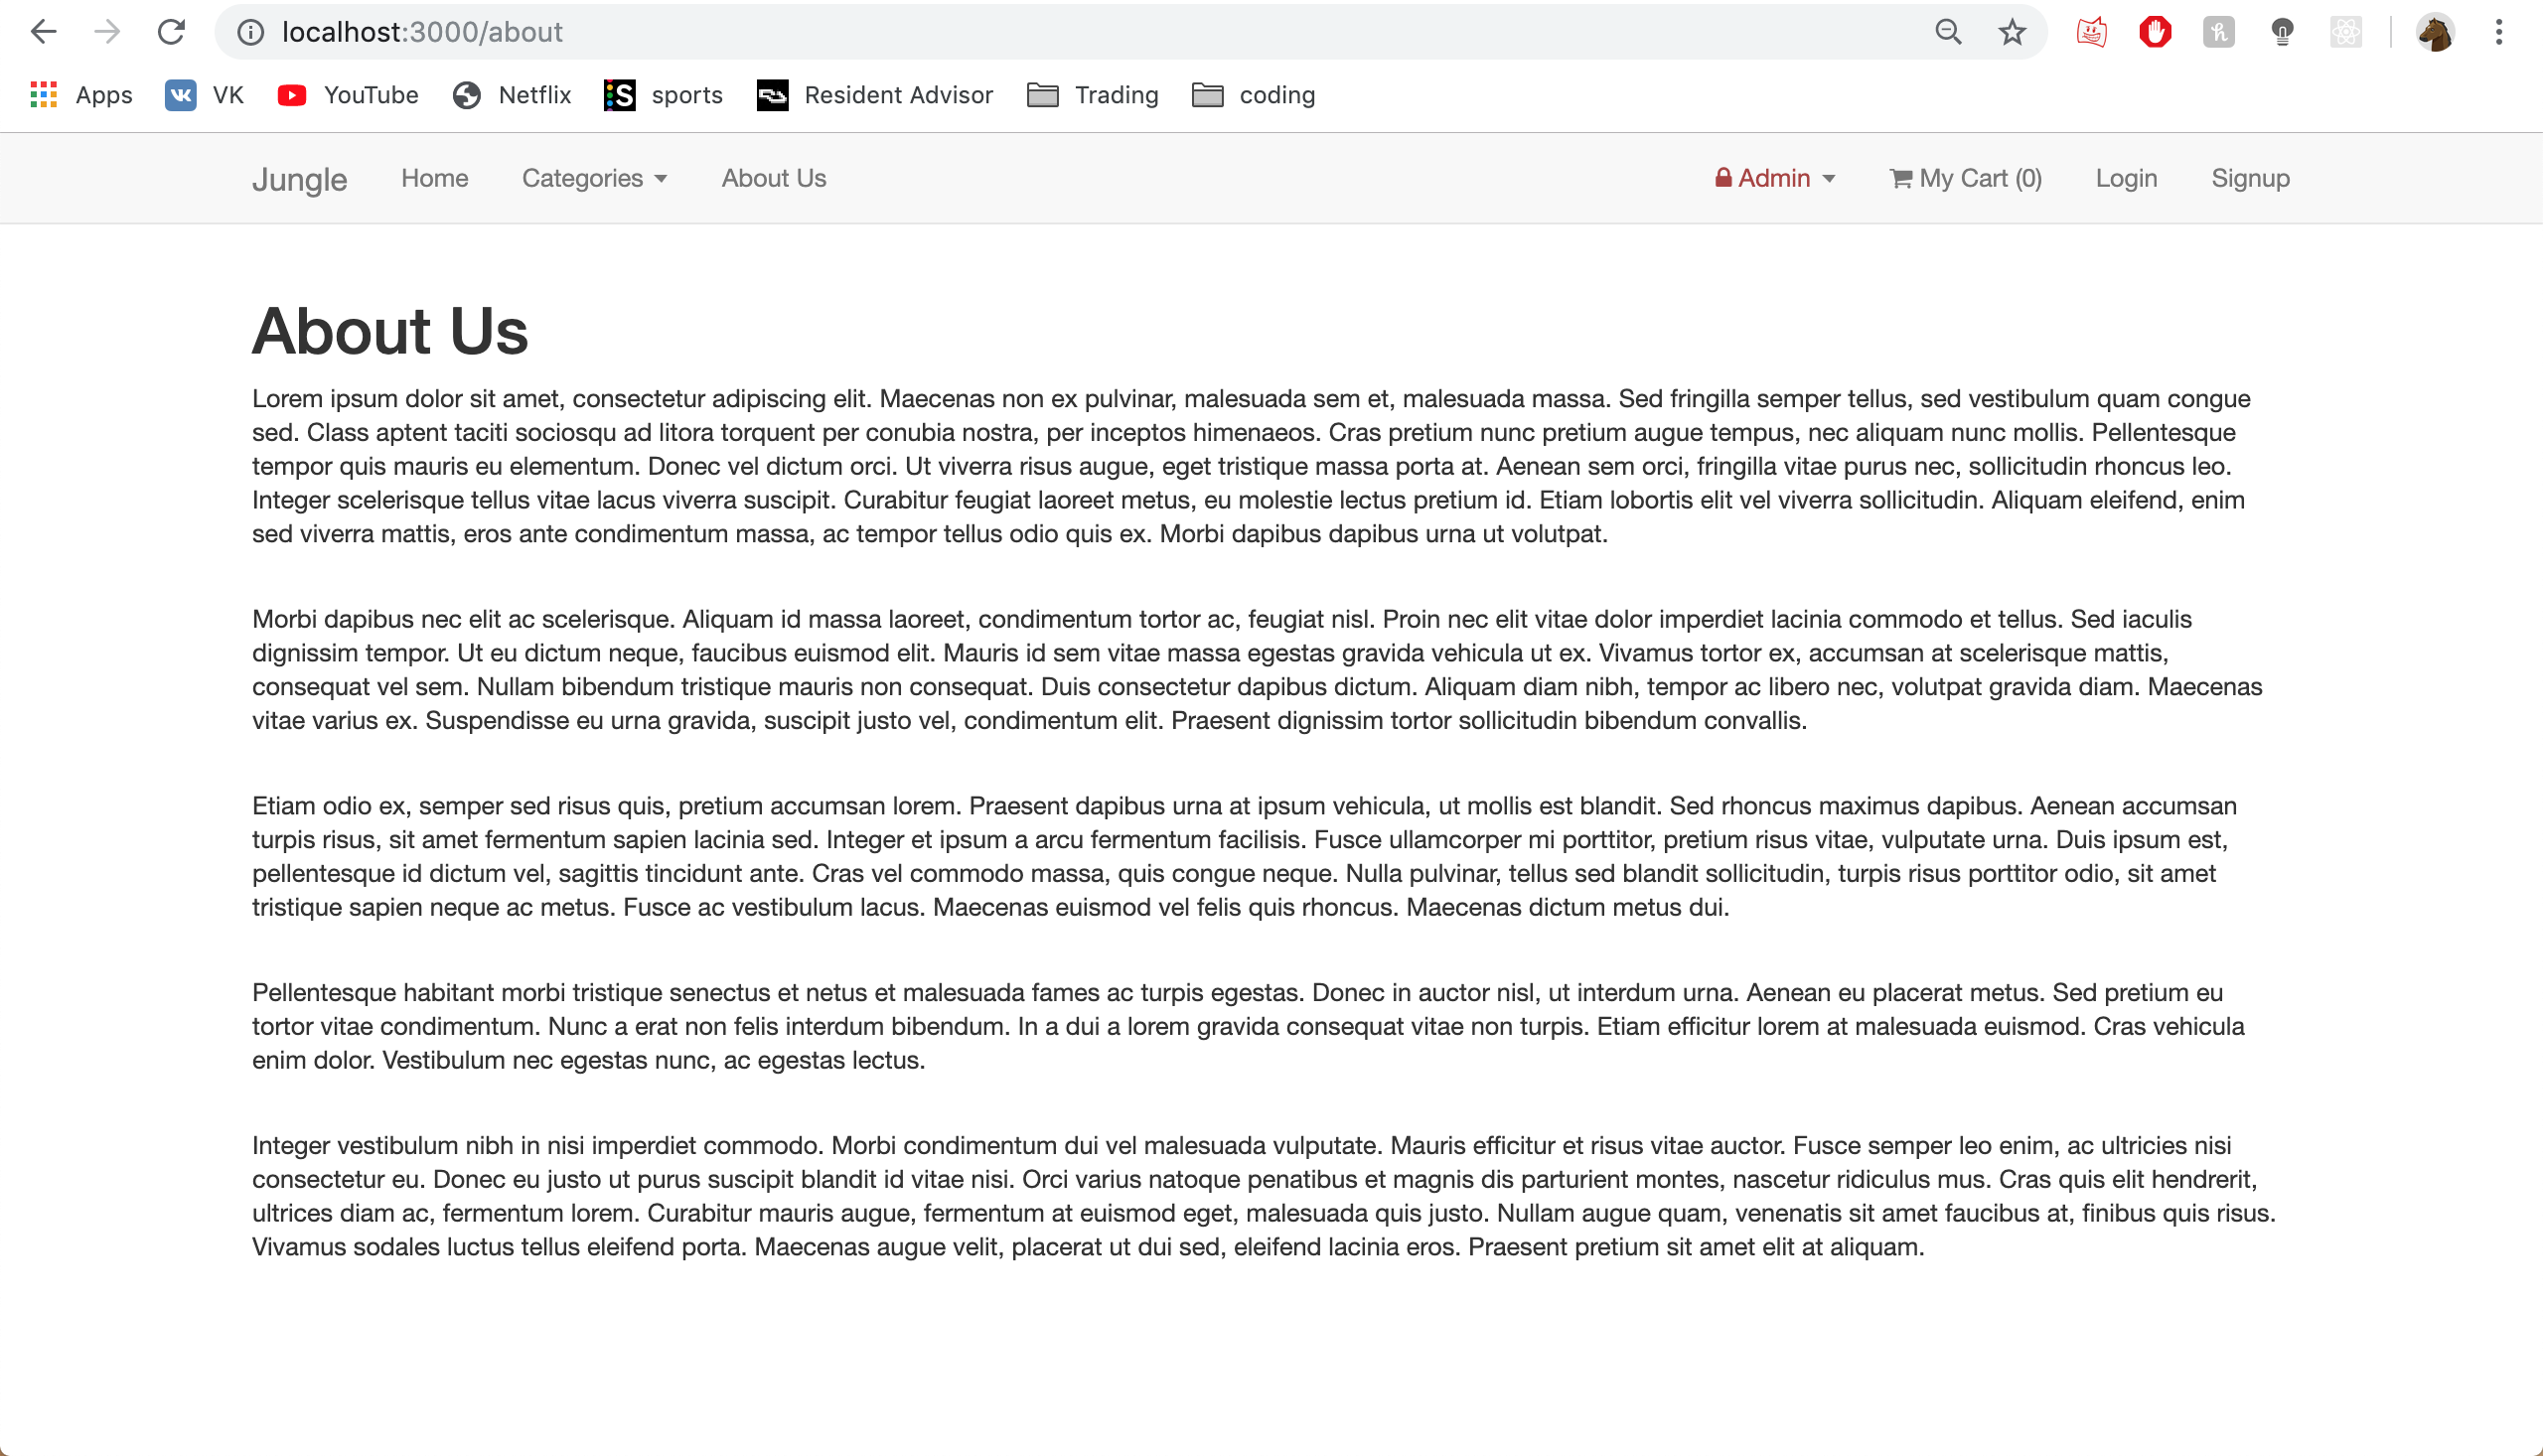 localhost:3000/about
Apps VK YouTube Netflix S sports Resident Advisor Trading coding
Jungle Home Categories About Us Admin My Cart (0) Login Signup
About Us
Lorem ipsum dolor sit amet, consectetur adipiscing elit. Maecenas non ex pulvinar, malesuada sem et, malesuada massa. Sed fringilla semper tellus, sed vestibulum quam congue
sed. Class aptent taciti sociosqu ad litora torquent per conubia nostra, per inceptos himenaeos. Cras pretium nunc pretium augue tempus, nec aliquam nunc mollis. Pellentesque
tempor quis mauris eu elementum. Donec vel dictum orci. Ut viverra risus augue, eget tristique massa porta at. Aenean sem orci, fringilla vitae purus nec, sollicitudin rhoncus leo.
Integer scelerisque tellus vitae lacus viverra suscipit. Curabitur feugiat laoreet metus, eu molestie lectus pretium id. Etiam lobortis elit vel viverra sollicitudin. Aliquam eleifend, enim
sed viverra mattis, eros ante condimentum massa, ac tempor tellus odio quis ex. Morbi dapibus dapibus urna ut volutpat.
Morbi dapibus nec elit ac scelerisque. Aliquam id massa laoreet, condimentum tortor ac, feugiat nisl. Proin nec elit vitae dolor imperdiet lacinia commodo et tellus. Sed iaculis
dignissim tempor. Ut eu dictum neque, faucibus euismod elit. Mauris id sem vitae massa egestas gravida vehicula ut ex. Vivamus tortor ex, accumsan at scelerisque mattis,
consequat vel sem. Nullam bibendum tristique mauris non consequat. Duis consectetur dapibus dictum. Aliquam diam nibh, tempor ac libero nec, volutpat gravida diam. Maecenas
vitae varius ex. Suspendisse eu urna gravida, suscipit justo vel, condimentum elit. Praesent dignissim tortor sollicitudin bibendum convallis.
Etiam odio ex, semper sed risus quis, pretium accumsan lorem. Praesent dapibus urna at ipsum vehicula, ut mollis est blandit. Sed rhoncus maximus dapibus. Aenean accumsan
turpis risus, sit amet fermentum sapien lacinia sed. Integer et ipsum a arcu fermentum facilisis. Fusce ullamcorper mi porttitor, pretium risus vitae, vulputate urna. Duis ipsum est,
pellentesque id dictum vel, sagittis tincidunt ante. Cras vel commodo massa, quis congue neque. Nulla pulvinar, tellus sed blandit sollicitudin, turpis risus porttitor odio, sit amet
tristique sapien neque ac metus. Fusce ac vestibulum lacus. Maecenas euismod vel felis quis rhoncus. Maecenas dictum metus dui.
Pellentesque habitant morbi tristique senectus et netus et malesuada fames ac turpis egestas. Donec in auctor nisl, ut interdum urna. Aenean eu placerat metus. Sed pretium eu
tortor vitae condimentum. Nunc a erat non felis interdum bibendum. In a dui a lorem gravida consequat vitae non turpis. Etiam efficitur lorem at malesuada euismod. Cras vehicula
enim dolor. Vestibulum nec egestas nunc, ac egestas lectus.
Integer vestibulum nibh in nisi imperdiet commodo. Morbi condimentum dui vel malesuada vulputate. Mauris efficitur et risus vitae auctor. Fusce semper leo enim, ac ultricies nisi
consectetur eu. Donec eu justo ut purus suscipit blandit id vitae nisi. Orci varius natoque penatibus et magnis dis parturient montes, nascetur ridiculus mus. Cras quis elit hendrerit,
ultrices diam ac, fermentum lorem. Curabitur mauris augue, fermentum at euismod eget, malesuada quis justo. Nullam augue quam, venenatis sit amet faucibus at, finibus quis risus.
Vivamus sodales luctus tellus eleifend porta. Maecenas augue velit, placerat ut dui sed, eleifend lacinia eros. Praesent pretium sit amet elit at aliquam.